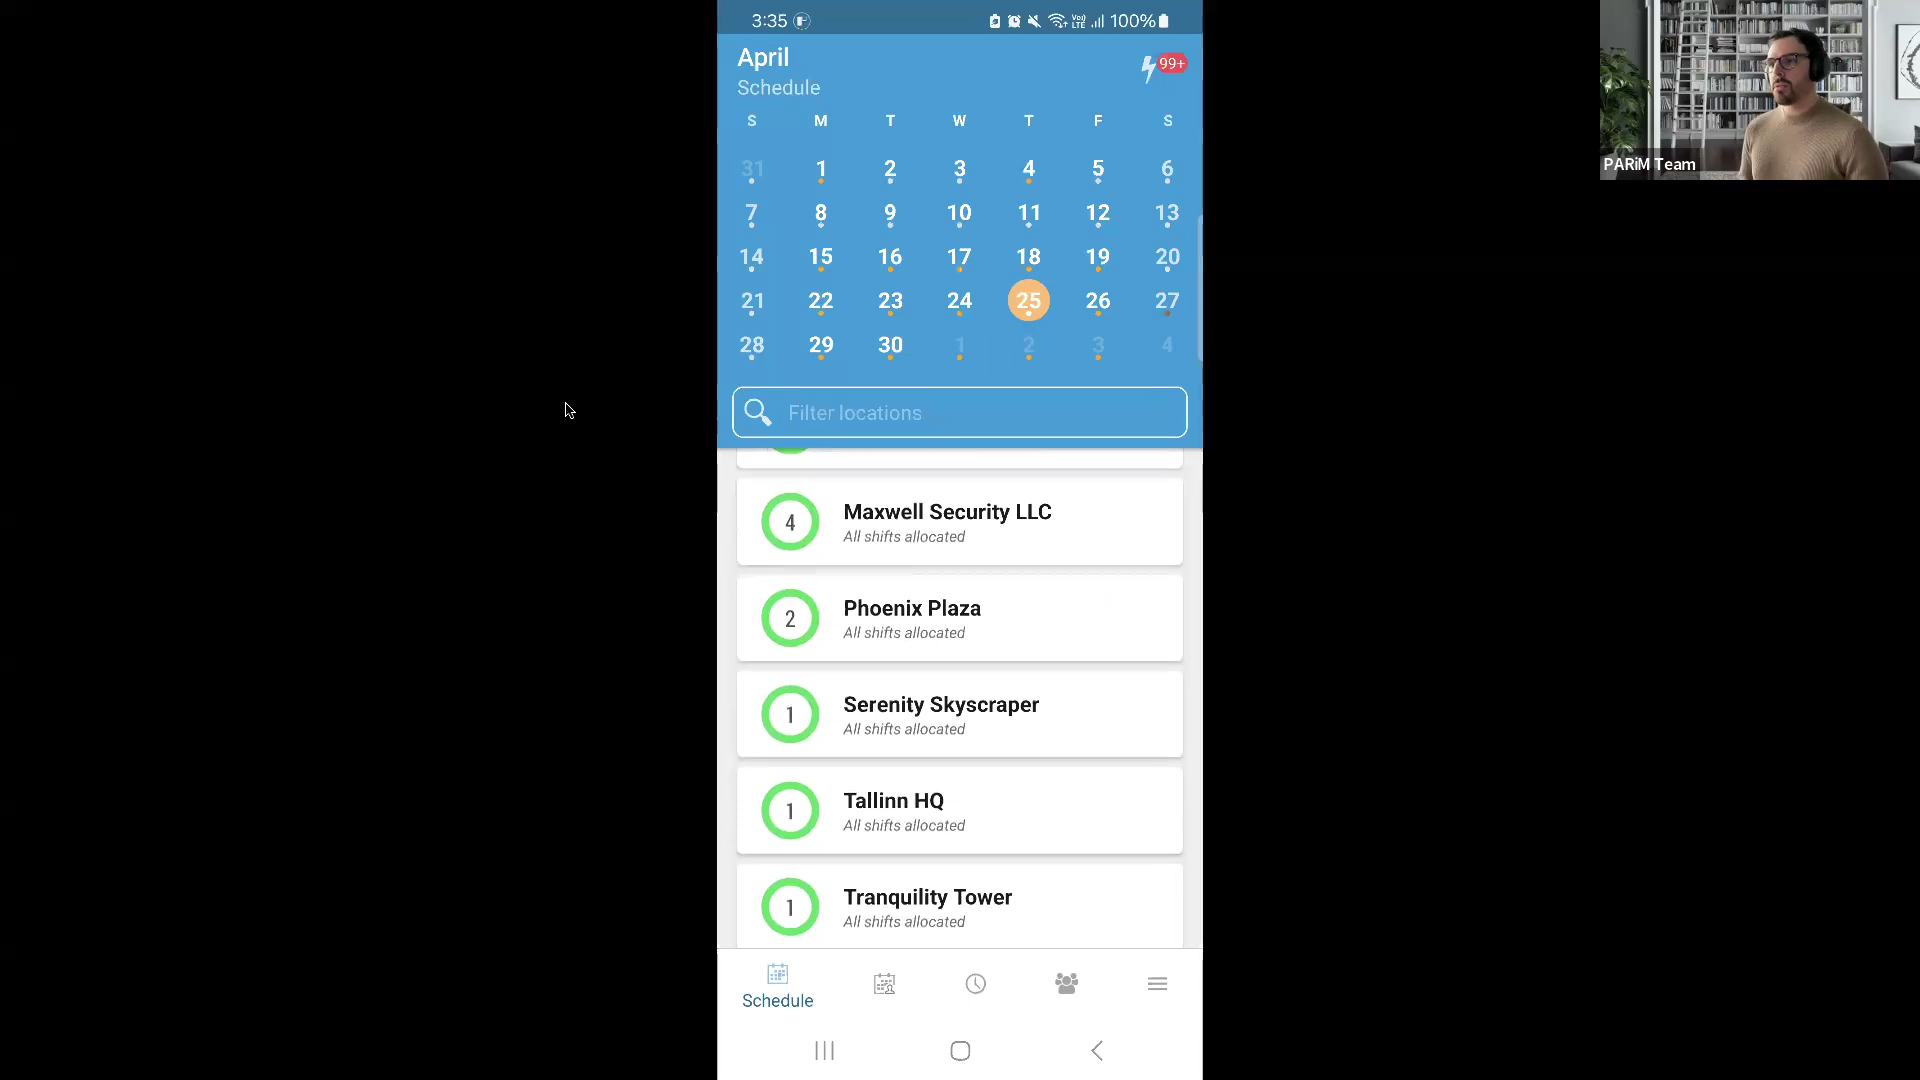 3:35
100%
April
99+
Schedule
S M T W T F S
31 1 2 3 4 5 6
7 8 9 10 11 12 13
14 15 16 17 18 19 20
21 22 23 24 25 26 27
28 29 30 1 2 3 4
Filter locations
4
Maxwell Security LLC
All shifts allocated
2
Phoenix Plaza
All shifts allocated
1
Serenity Skyscraper
All shifts allocated
1
Tallinn HQ
All shifts allocated
1
Tranquility Tower
All shifts allocated
Schedule
PARiM Team